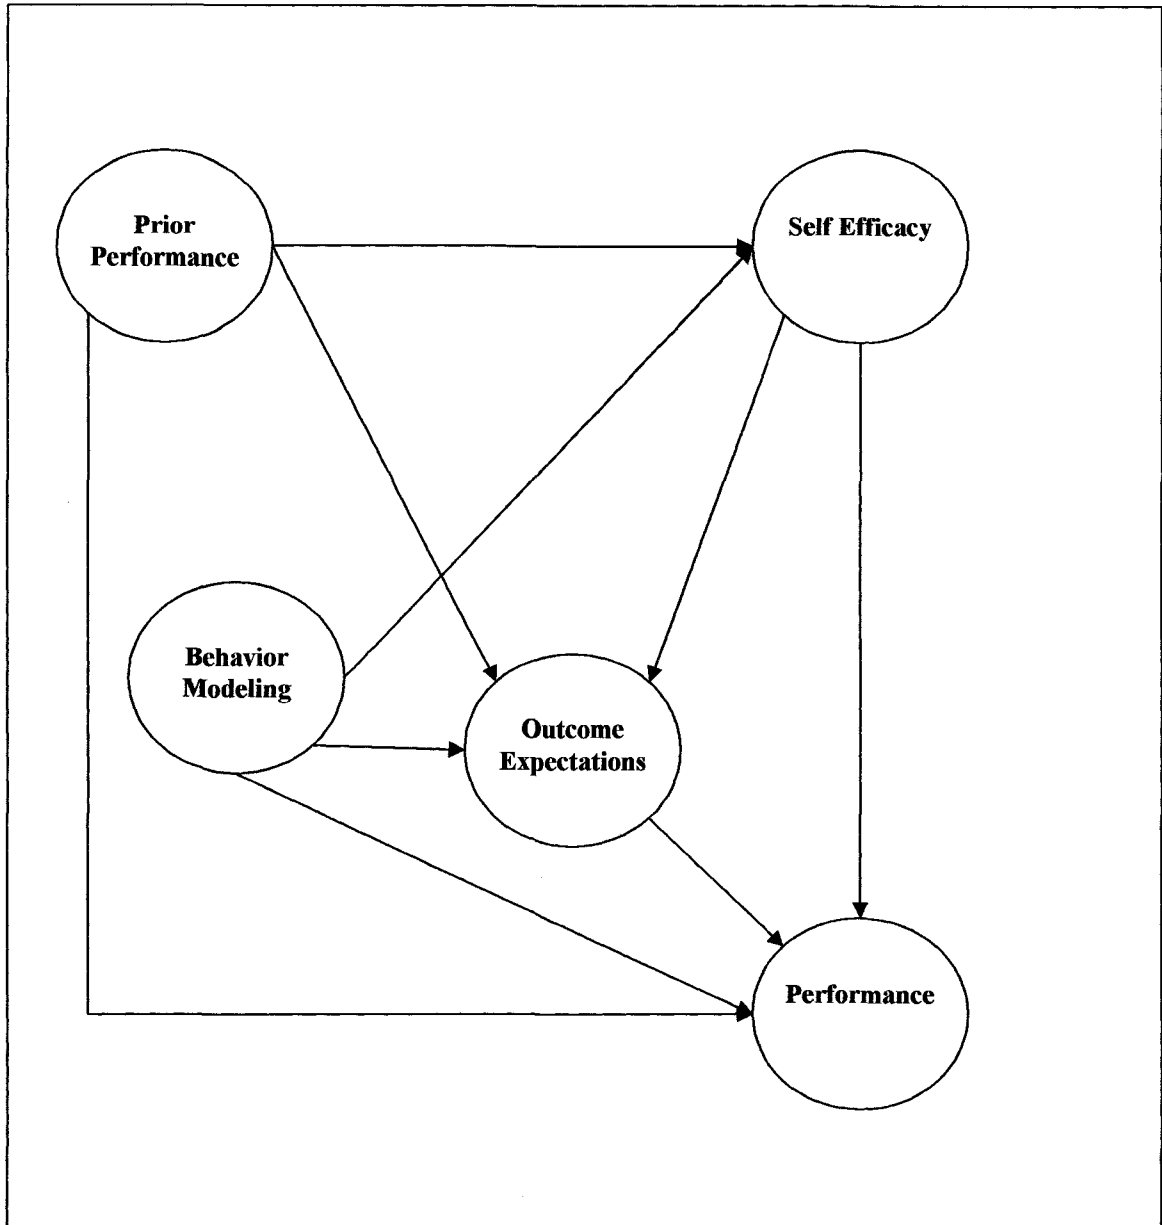 Prior
Performance
Self Efficacy
Behavior
Modeling
Outcome
Expectations
Performance